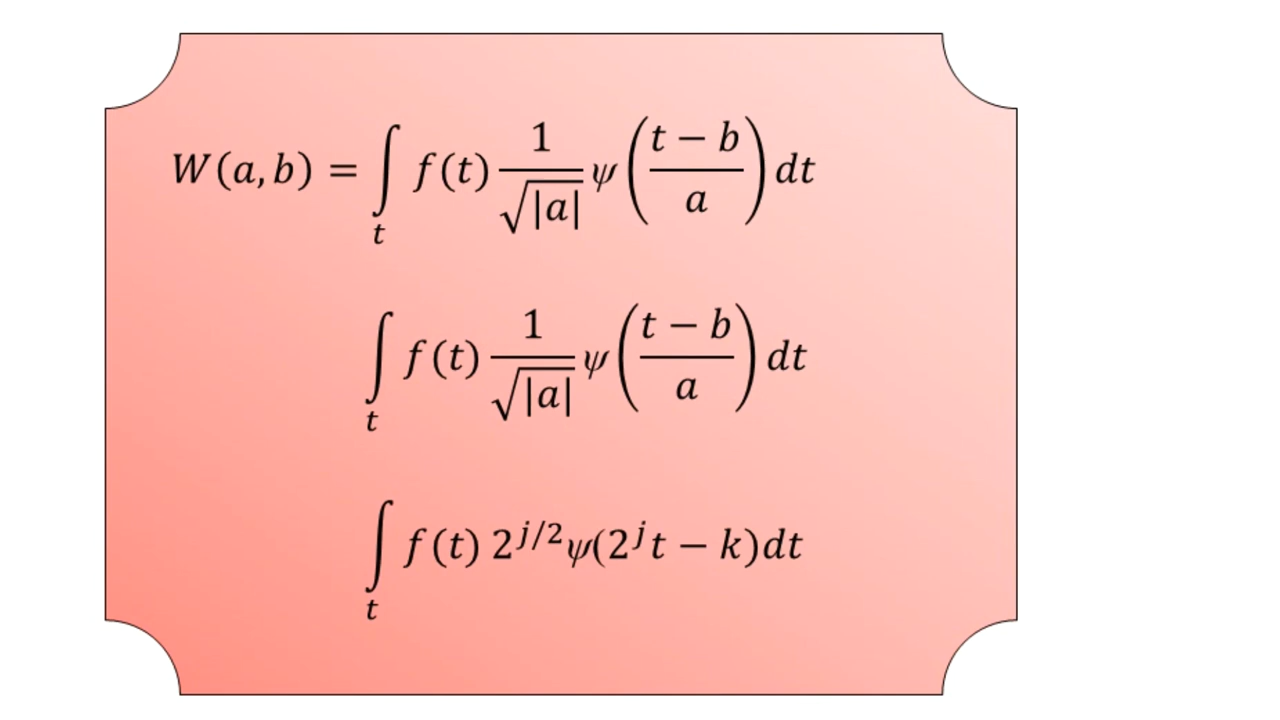 W(a,b) = ∫_t f(t) 1/√|a| ψ((t − b)/a) dt
∫_t f(t) 1/√|a| ψ((t − b)/a) dt
∫_t f(t) 2^{j/2} ψ(2^j t − k)dt